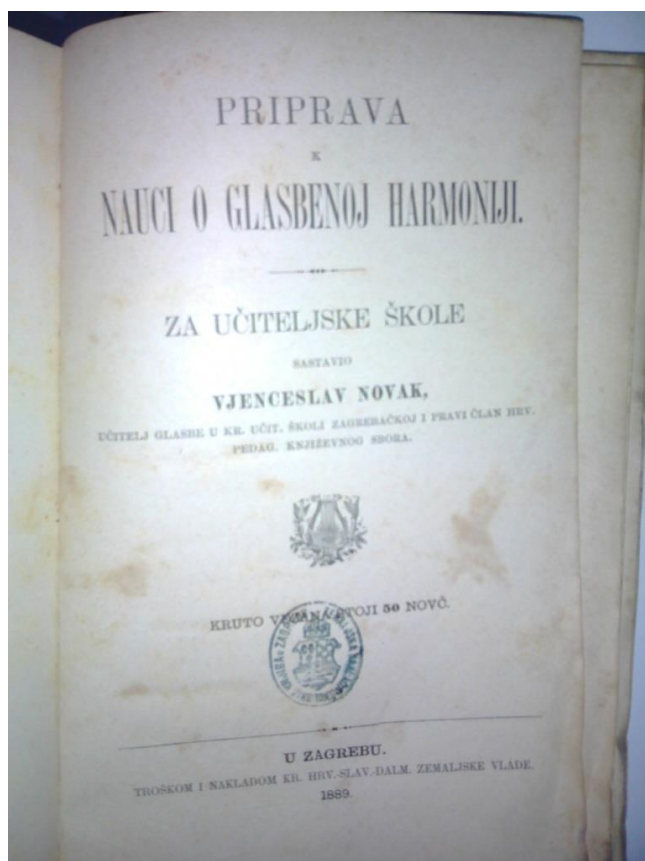 PRIPRAVA
K
NAUCI O GLASBENOJ HARMONIJI.
ZA UČITELJSKE ŠKOLE
SASTAVIO
VJENCESLAV NOVAK,
UČITELJ GLASBE U KR. UČIT. ŠKOLI ZAGREBAČKOJ I PRAVI ČLAN HRV.
PEDAG. KNJIŽEVNOG SBORA.
KRUTO STOJI 50 NOVČ.
U ZAGREBU.
TROŠKOM I NAKLADOM KR. HRV.-SLAV.-DALM. ZEMALJSKE VLADE.
1889.